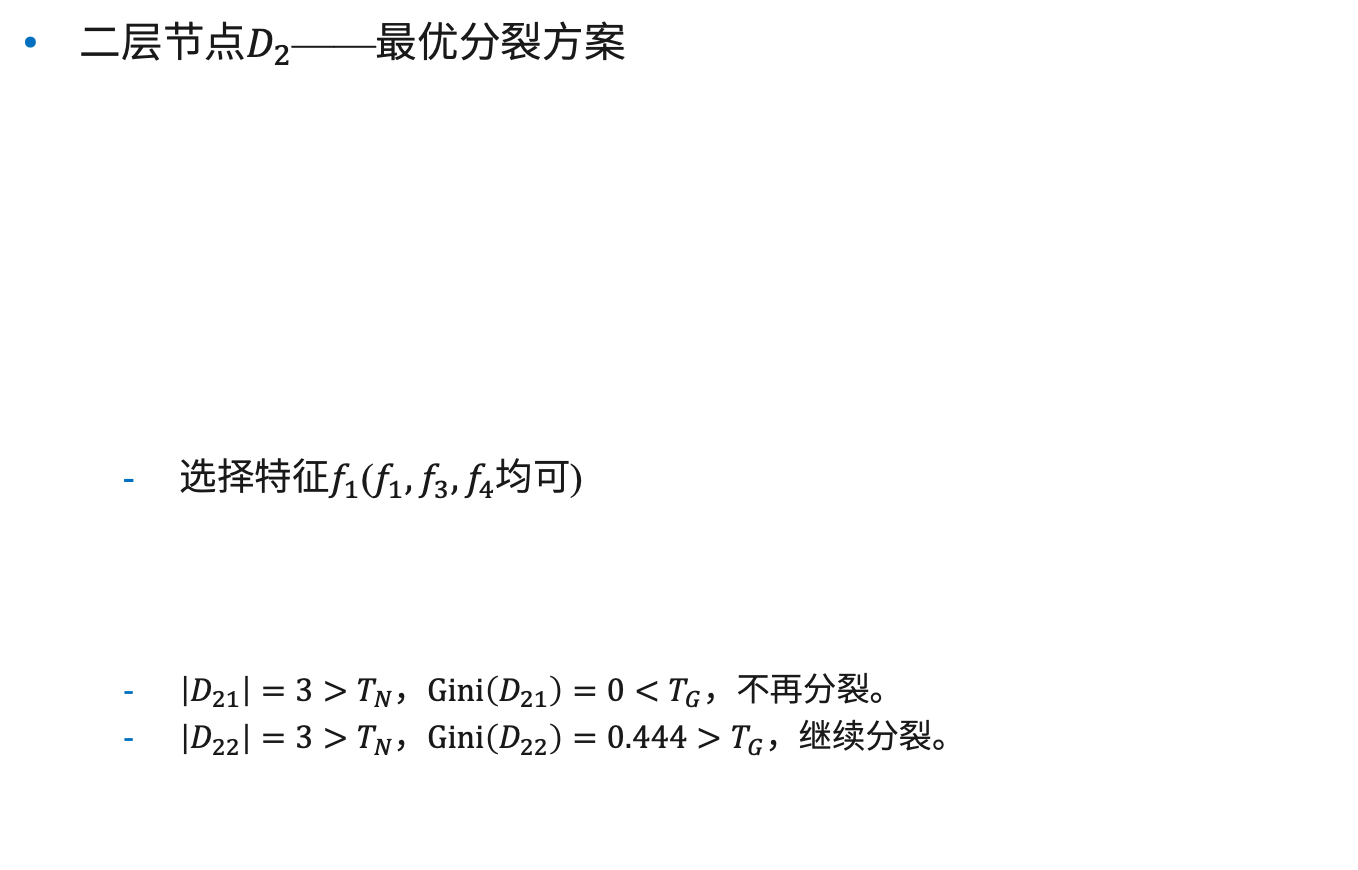 • 二层节点𝐷₂——最优分裂方案
- 选择特征𝑓₁(𝑓₁, 𝑓₃, 𝑓₄均可)
- |𝐷₂₁| = 3 > 𝑇_𝑁，Gini(𝐷₂₁) = 0 < 𝑇_𝐺，不再分裂。
- |𝐷₂₂| = 3 > 𝑇_𝑁，Gini(𝐷₂₂) = 0.444 > 𝑇_𝐺，继续分裂。